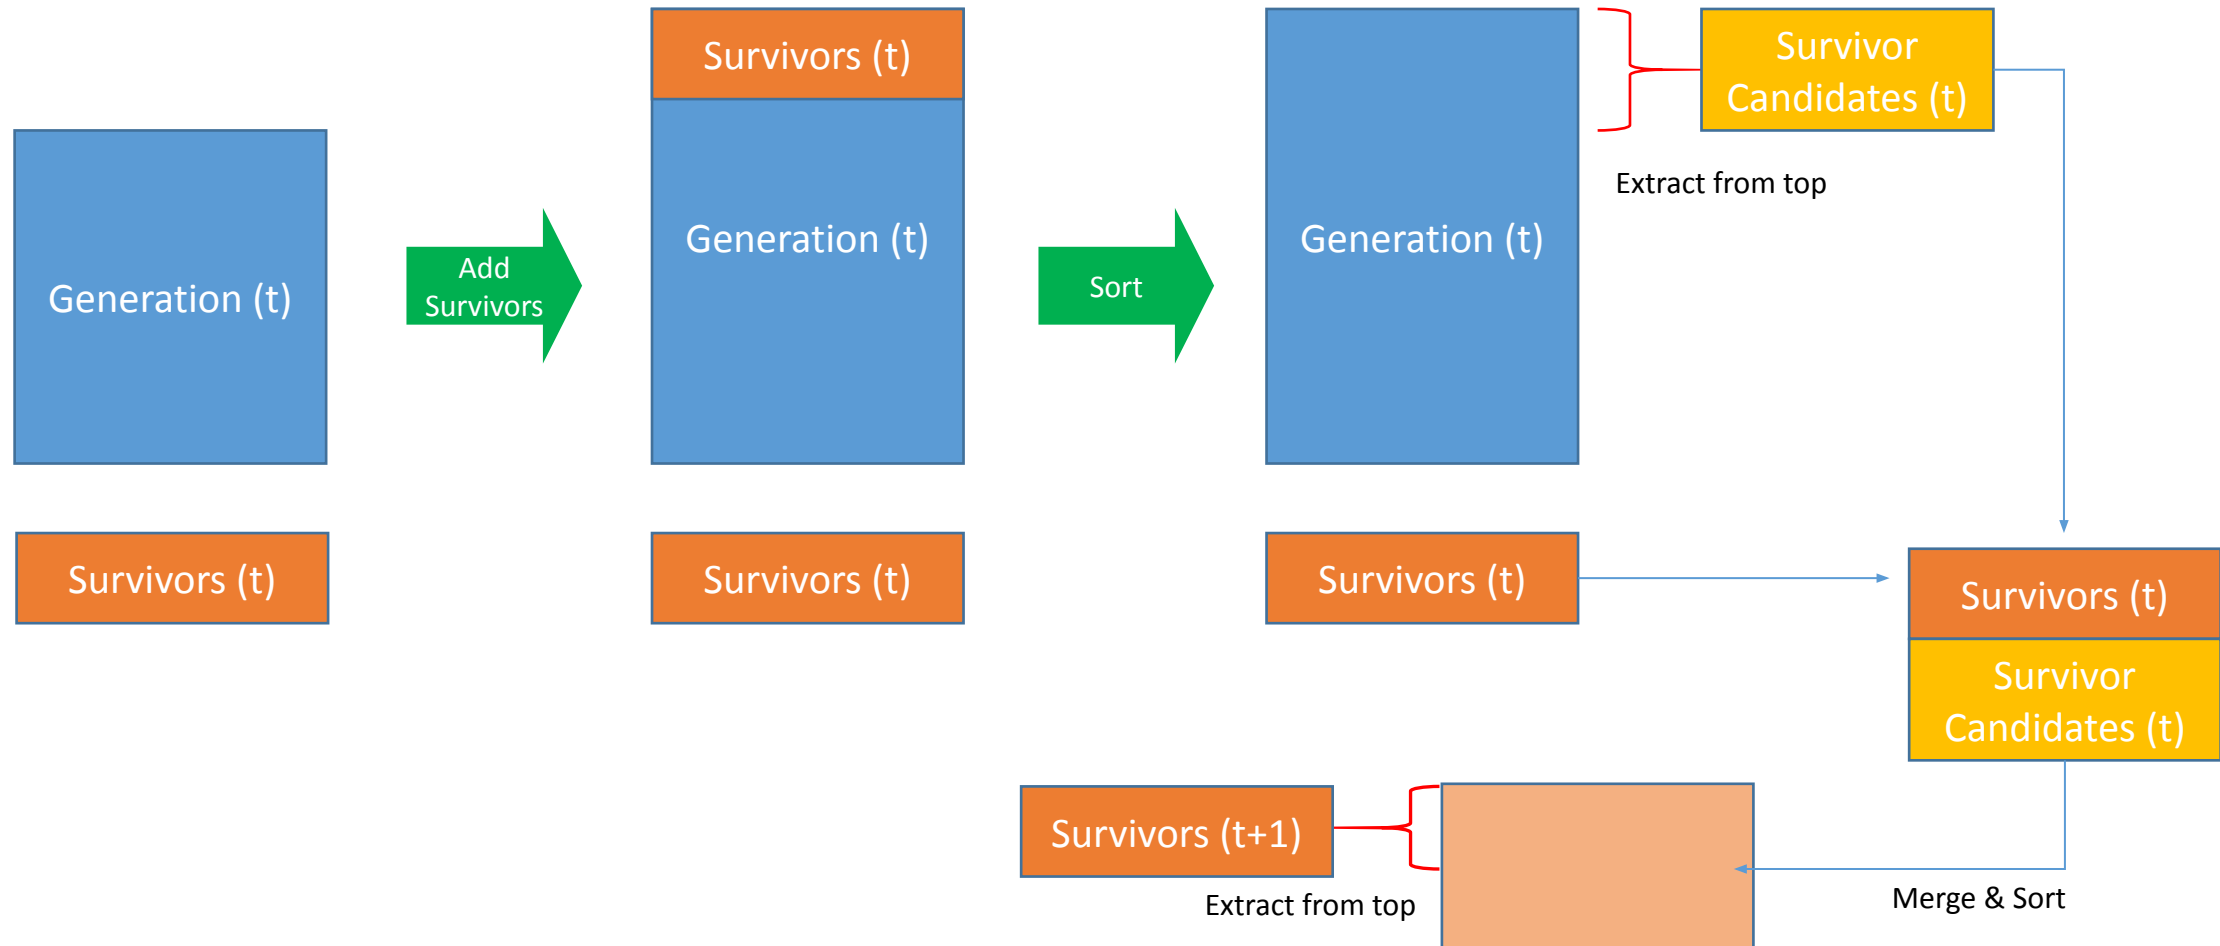 Generation (t)
Survivors (t)
Add
Survivors
Survivors (t)
Generation (t)
Survivors (t)
Sort
Generation (t)
Survivors (t)
Survivor
Candidates (t)
Extract from top
Survivors (t)
Survivor
Candidates (t)
Merge & Sort
Survivors (t+1)
Extract from top